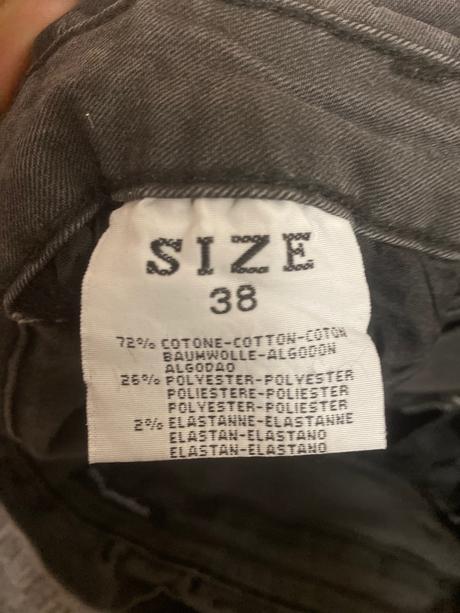 SIZE
38
72% COTONE-COTTON-COTON
BAUMWOLLE-ALGODON
ALGODAO
26% POLYESTER-POLYESTER
POLIESTERE-POLIESTER
POLYESTER-POLIESTER
2% ELASTANNE-ELASTANNE
ELASTAN-ELASTANO
ELASTAN-ELASTANO